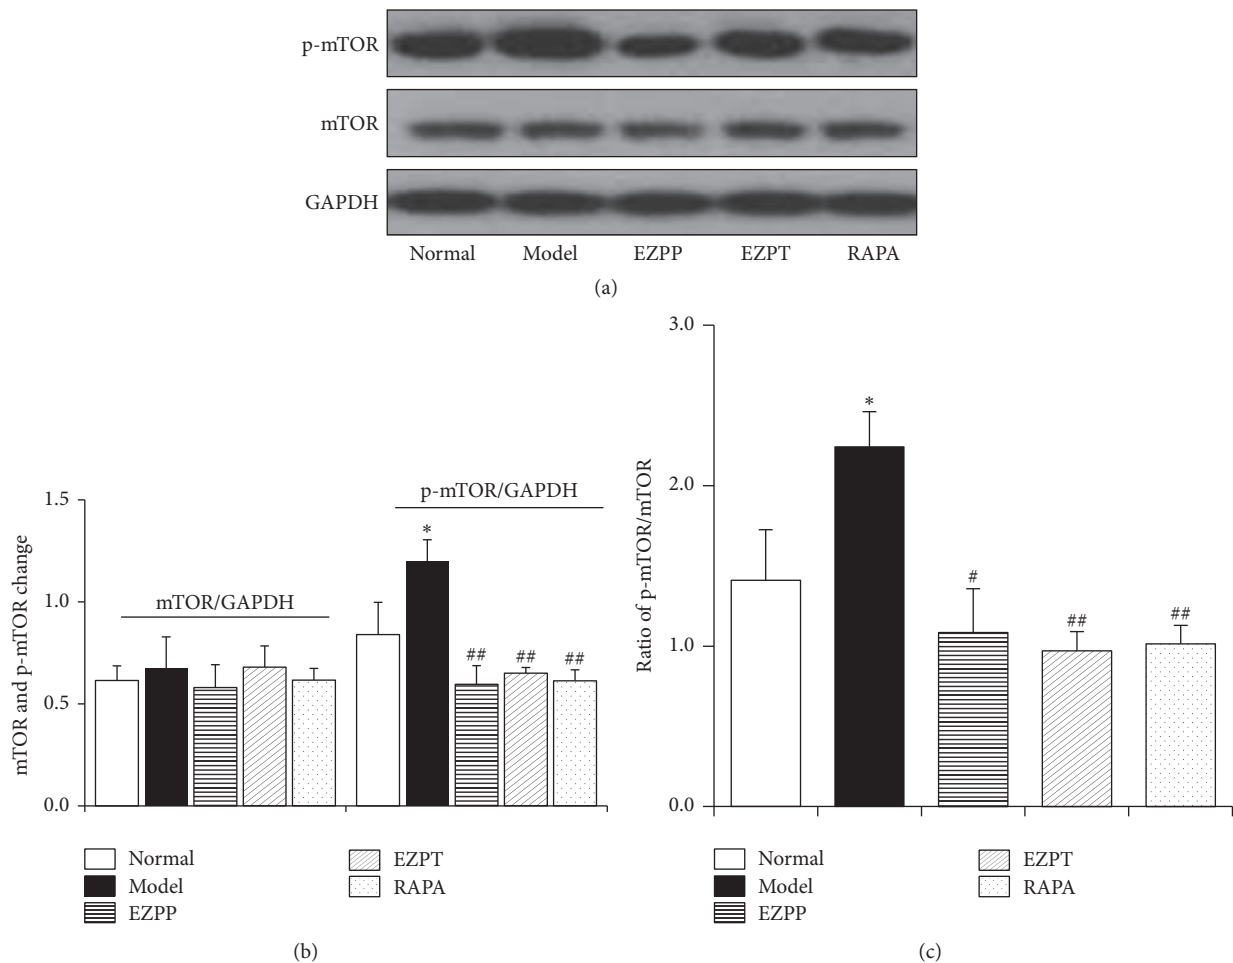 p-mTOR
mTOR
GAPDH
Normal Model EZPP EZPT RAPA
(a)
mTOR and p-mTOR change
1.5
1.0
0.5
0.0
mTOR/GAPDH
p-mTOR/GAPDH
*
## ## ##
Normal
Model
EZPP
EZPT
RAPA
(b)
Ratio of p-mTOR/mTOR
3.0
2.0
1.0
0.0
*
#
##
##
Normal
Model
EZPP
EZPT
RAPA
(c)